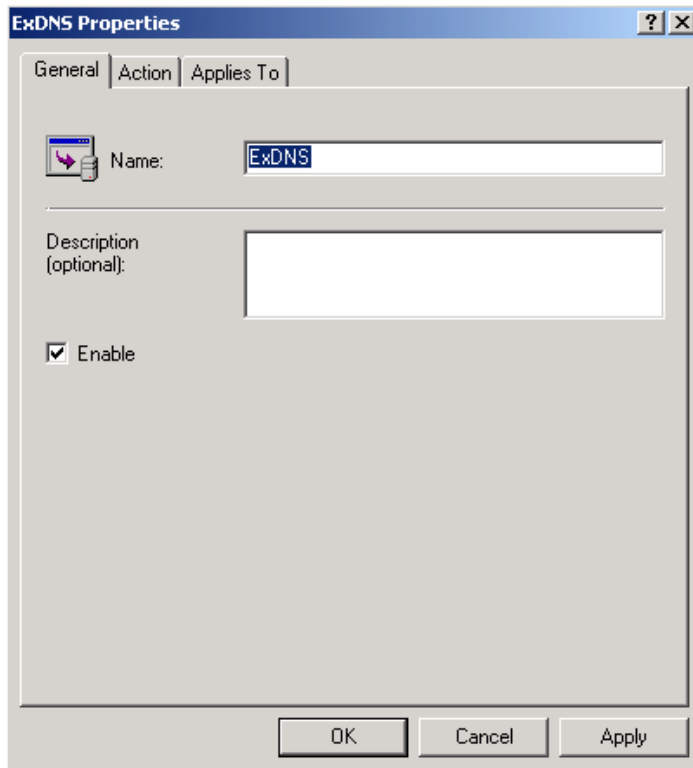 ExDNS Properties
General Action Applies To
Name: ExDNS
Description
(optional):
Enable
OK Cancel Apply